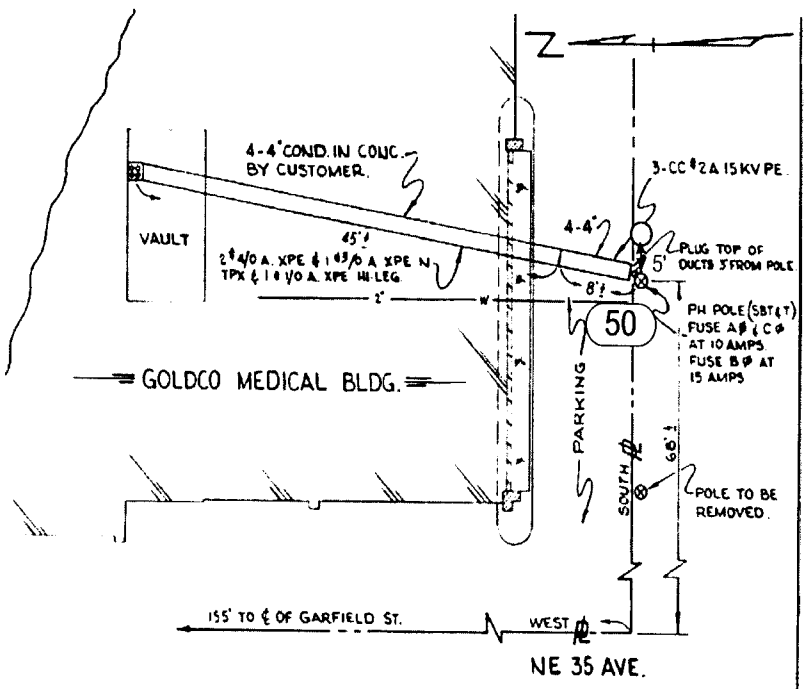 N
4-4" COND. IN CONC.
BY CUSTOMER.
3-CC #2A 15KV PE.
4-4"
VAULT
45'±
2 #4/0 A. XPE & 1 #3/0 A. XPE N
TPX & 1 #1/0 A. XPE HI-LEG.
8'±
5'
PLUG TOP OF
DUCTS 3' FROM POLE.
2" W
50
PH POLE (SBT&T)
FUSE AØ & CØ
AT 10 AMPS.
FUSE BØ AT
15 AMPS
GOLDCO MEDICAL BLDG.
PARKING
SOUTH PL
68'±
POLE TO BE
REMOVED.
155' TO ℄ OF GARFIELD ST.
WEST PL
NE 35 AVE.